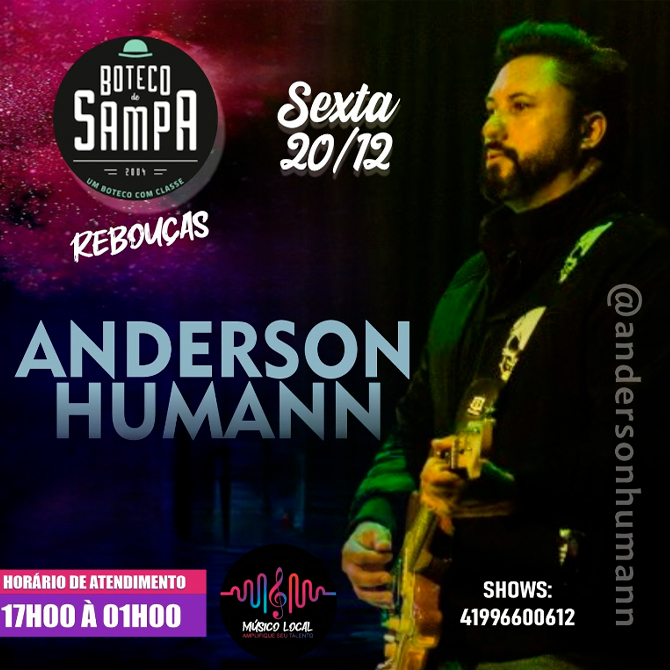 BOTECO
de
SAMPA
2004
UM BOTECO COM CLASSE
REBOUÇAS
Sexta
20/12
ANDERSON
HUMANN
@andersonhumann
HORÁRIO DE ATENDIMENTO
17H00 À 01H00
MÚSICO LOCAL
AMPLIFIQUE SEU TALENTO
SHOWS:
41996600612